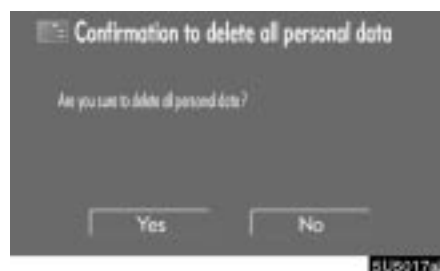 Confirmation to delete all personal data
Are you sure to delete all personal data?
Yes
No